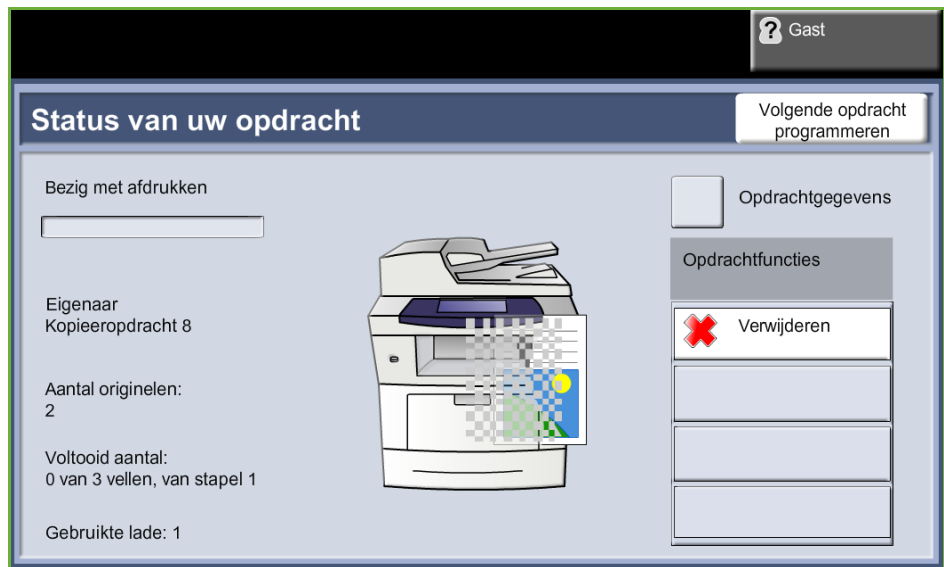 Gast
Status van uw opdracht
Volgende opdracht
programmeren
Bezig met afdrukken
Opdrachtgegevens
Opdrachtfuncties
Eigenaar
Kopieeropdracht 8
Verwijderen
Aantal originelen:
2
Voltooid aantal:
0 van 3 vellen, van stapel 1
Gebruikte lade: 1